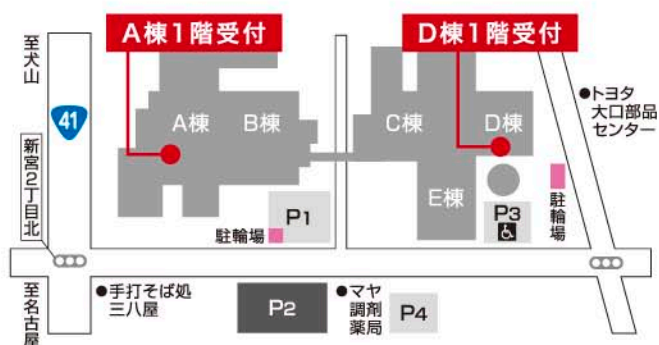 A棟1階受付
D棟1階受付
至犬山
41
新宮2丁目北
至名古屋
A棟
B棟
C棟
D棟
E棟
P1
駐輪場
P3
駐輪場
●トヨタ
大口部品
センター
●手打そば処
三八屋
P2
●マヤ
調剤
薬局
P4